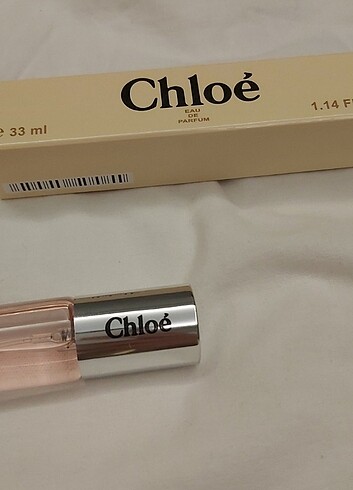 Chloé
EAU
DE
PARFUM
e 33 ml
1.14 F
Chloé